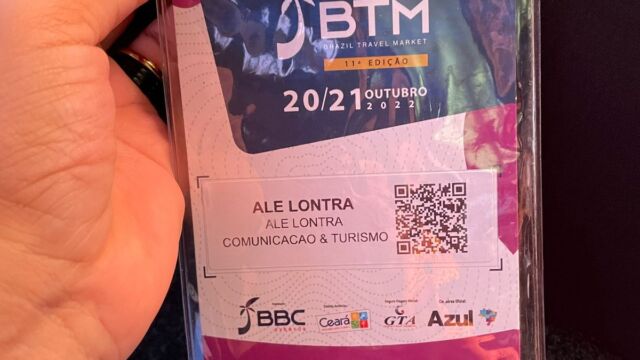 BTM
BRAZIL TRAVEL MARKET
11ª EDIÇÃO
20/21 OUTUBRO
2022
ALE LONTRA
ALE LONTRA
COMUNICACAO & TURISMO
BBC
Ceará
GTA
Azul